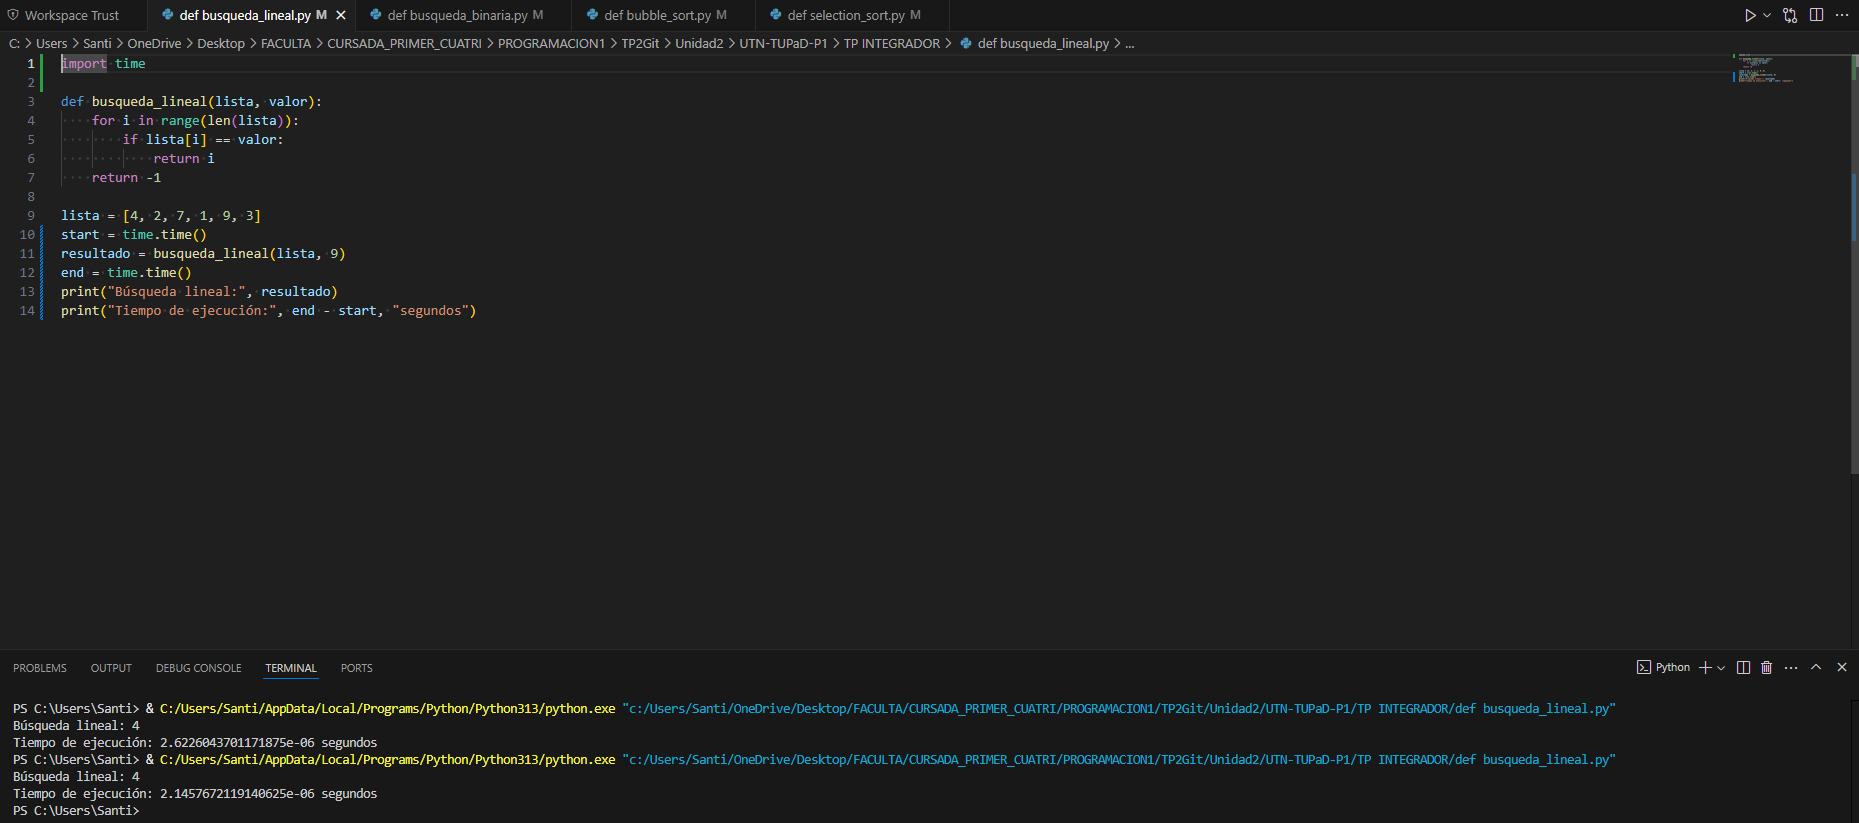 Workspace Trust def busqueda_lineal.py M def busqueda_binaria.py M def bubble_sort.py M def selection_sort.py M
C: > Users > Santi > OneDrive > Desktop > FACULTA > CURSADA_PRIMER_CUATRI > PROGRAMACION1 > TP2Git > Unidad2 > UTN-TUPaD-P1 > TP INTEGRADOR > def busqueda_lineal.py > ...
1 import time
2
3 def busqueda_lineal(lista, valor):
4     for i in range(len(lista)):
5         if lista[i] == valor:
6             return i
7     return -1
8
9 lista = [4, 2, 7, 1, 9, 3]
10 start = time.time()
11 resultado = busqueda_lineal(lista, 9)
12 end = time.time()
13 print("Búsqueda lineal:", resultado)
14 print("Tiempo de ejecución:", end - start, "segundos")
PROBLEMS OUTPUT DEBUG CONSOLE TERMINAL PORTS Python
PS C:\Users\Santi> & C:/Users/Santi/AppData/Local/Programs/Python/Python313/python.exe "c:/Users/Santi/OneDrive/Desktop/FACULTA/CURSADA_PRIMER_CUATRI/PROGRAMACION1/TP2Git/Unidad2/UTN-TUPaD-P1/TP INTEGRADOR/def busqueda_lineal.py"
Búsqueda lineal: 4
Tiempo de ejecución: 2.6226043701171875e-06 segundos
PS C:\Users\Santi> & C:/Users/Santi/AppData/Local/Programs/Python/Python313/python.exe "c:/Users/Santi/OneDrive/Desktop/FACULTA/CURSADA_PRIMER_CUATRI/PROGRAMACION1/TP2Git/Unidad2/UTN-TUPaD-P1/TP INTEGRADOR/def busqueda_lineal.py"
Búsqueda lineal: 4
Tiempo de ejecución: 2.1457672119140625e-06 segundos
PS C:\Users\Santi>